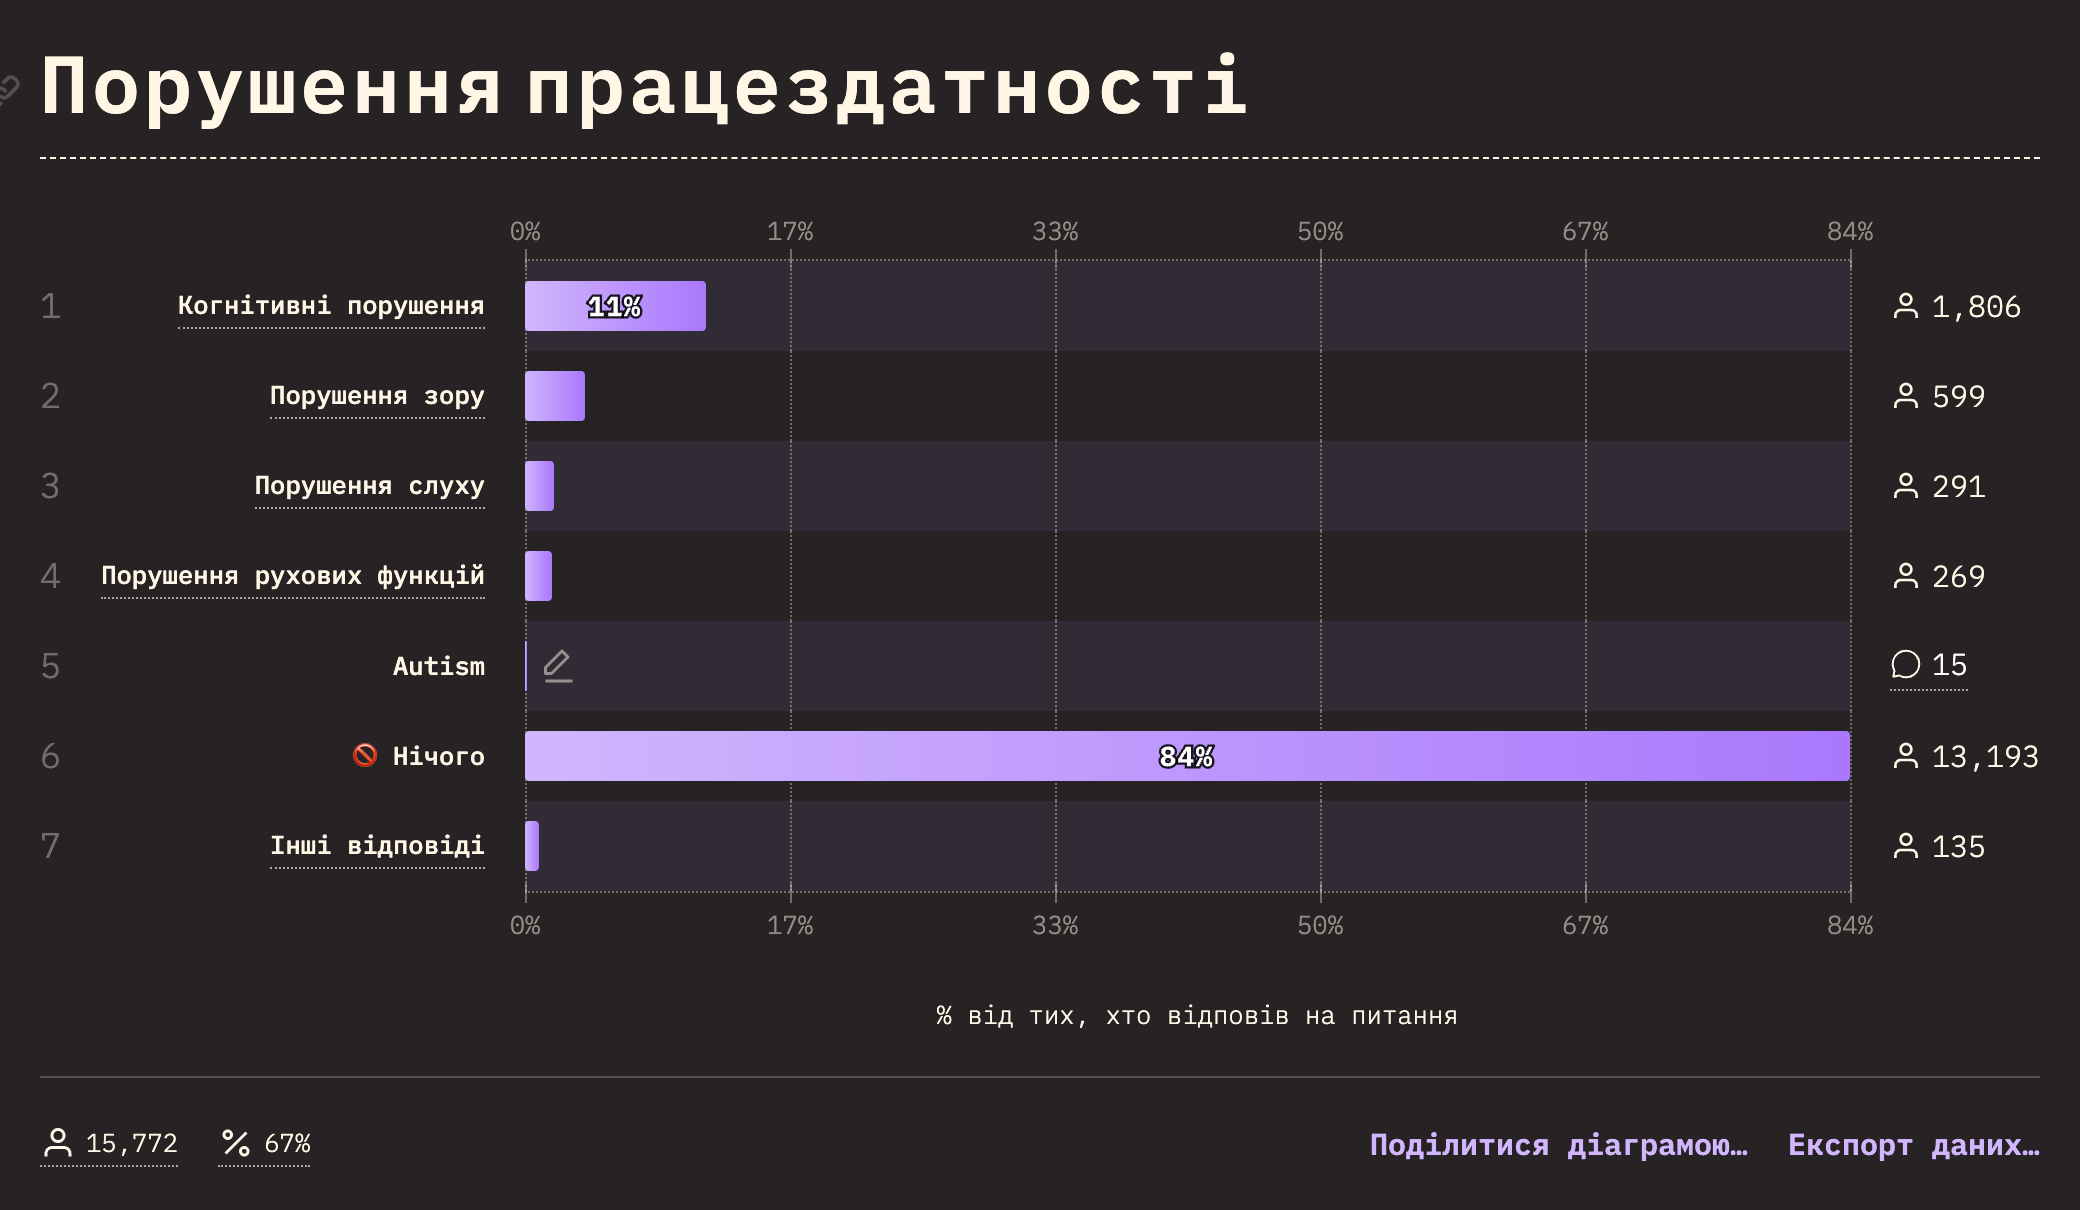 Порушення працездатності
0% 17% 33% 50% 67% 84%
1 Когнітивні порушення 11% 1,806
2 Порушення зору 599
3 Порушення слуху 291
4 Порушення рухових функцій 269
5 Autism 15
6 Нічого 84% 13,193
7 Інші відповіді 135
0% 17% 33% 50% 67% 84%
% від тих, хто відповів на питання
15,772 67% Поділитися діаграмою… Експорт даних…